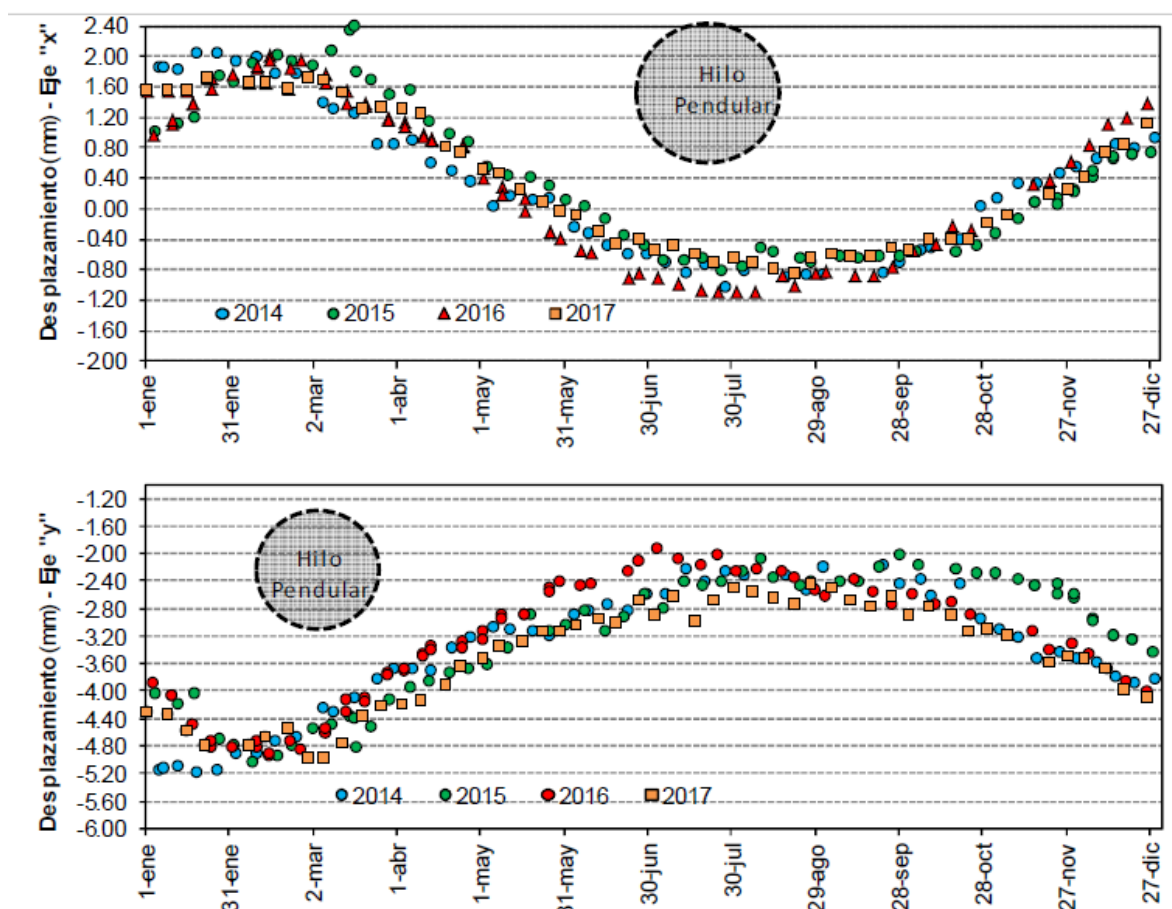 Desplazamiento (mm) - Eje "x"
2.40
2.00
1.60
1.20
0.80
0.40
0.00
-0.40
-0.80
-1.20
-1.60
-2.00
Hilo
Pendular
2014 2015 2016 2017
1-ene 31-ene 2-mar 1-abr 1-may 31-may 30-jun 30-jul 29-ago 28-sep 28-oct 27-nov 27-dic
Desplazamiento (mm) - Eje "y"
-1.20
-1.60
-2.00
-2.40
-2.80
-3.20
-3.60
-4.00
-4.40
-4.80
-5.20
-5.60
-6.00
Hilo
Pendular
2014 2015 2016 2017
1-ene 31-ene 2-mar 1-abr 1-may 31-may 30-jun 30-jul 29-ago 28-sep 28-oct 27-nov 27-dic